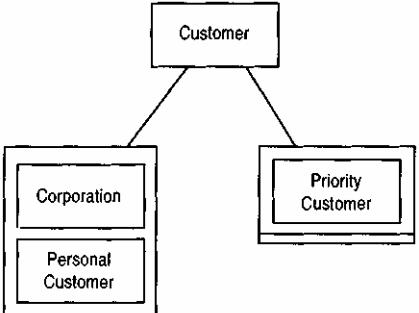 Customer
Corporation
Priority
Customer
Personal
Customer